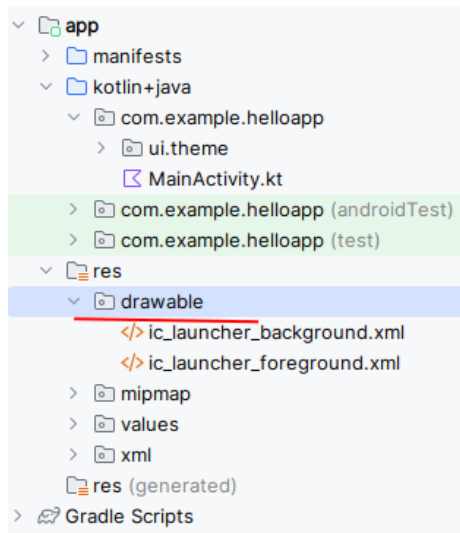 app
manifests
kotlin+java
com.example.helloapp
ui.theme
MainActivity.kt
com.example.helloapp (androidTest)
com.example.helloapp (test)
res
drawable
ic_launcher_background.xml
ic_launcher_foreground.xml
mipmap
values
xml
res (generated)
Gradle Scripts